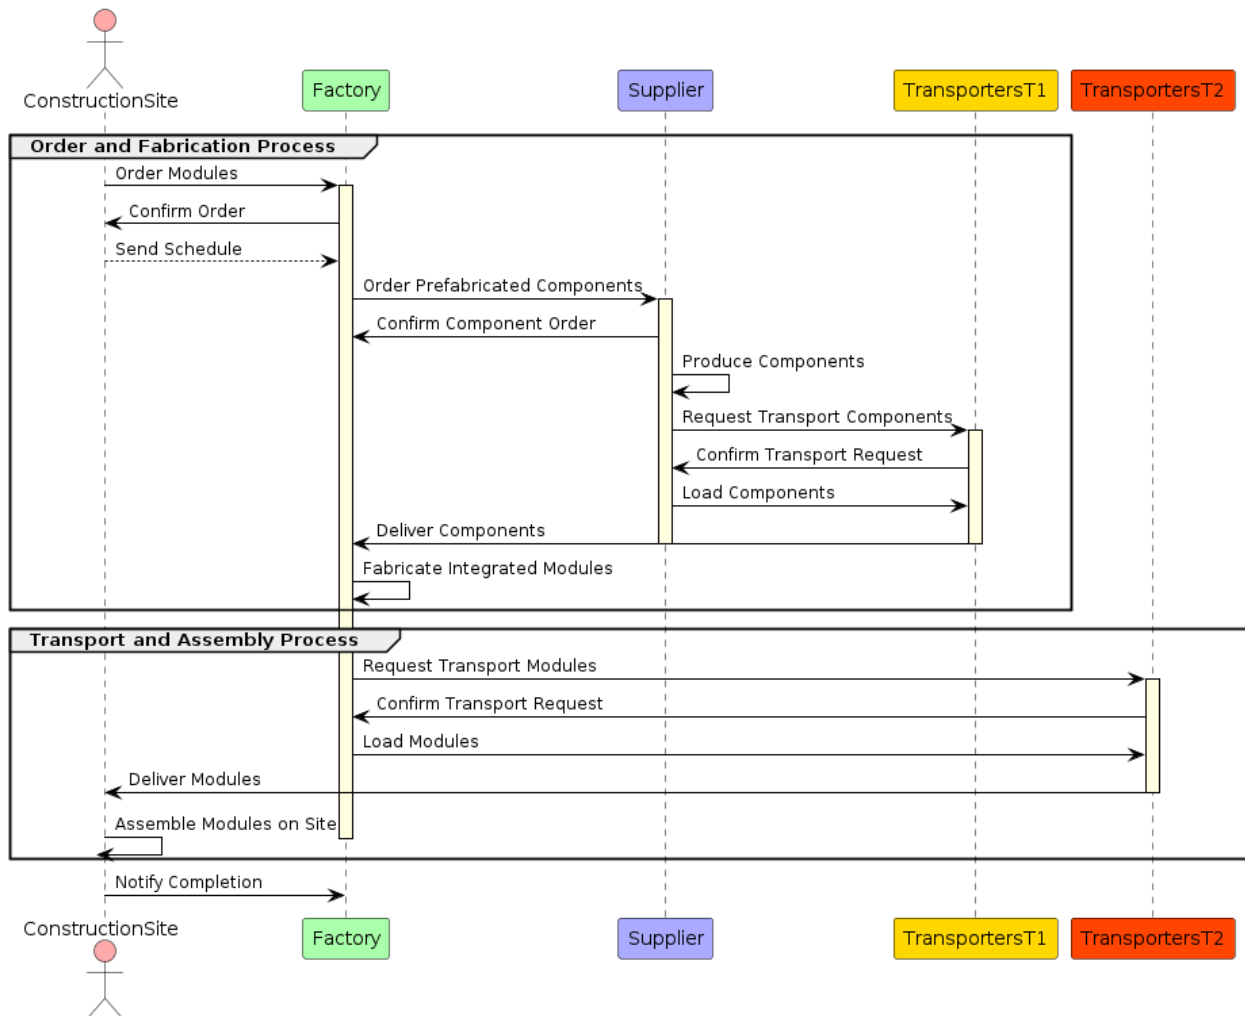 ConstructionSite
Factory
Supplier
TransportersT1
TransportersT2
Order and Fabrication Process
Order Modules
Confirm Order
Send Schedule
Order Prefabricated Components
Confirm Component Order
Produce Components
Request Transport Components
Confirm Transport Request
Load Components
Deliver Components
Fabricate Integrated Modules
Transport and Assembly Process
Request Transport Modules
Confirm Transport Request
Load Modules
Deliver Modules
Assemble Modules on Site
Notify Completion
ConstructionSite
Factory
Supplier
TransportersT1
TransportersT2